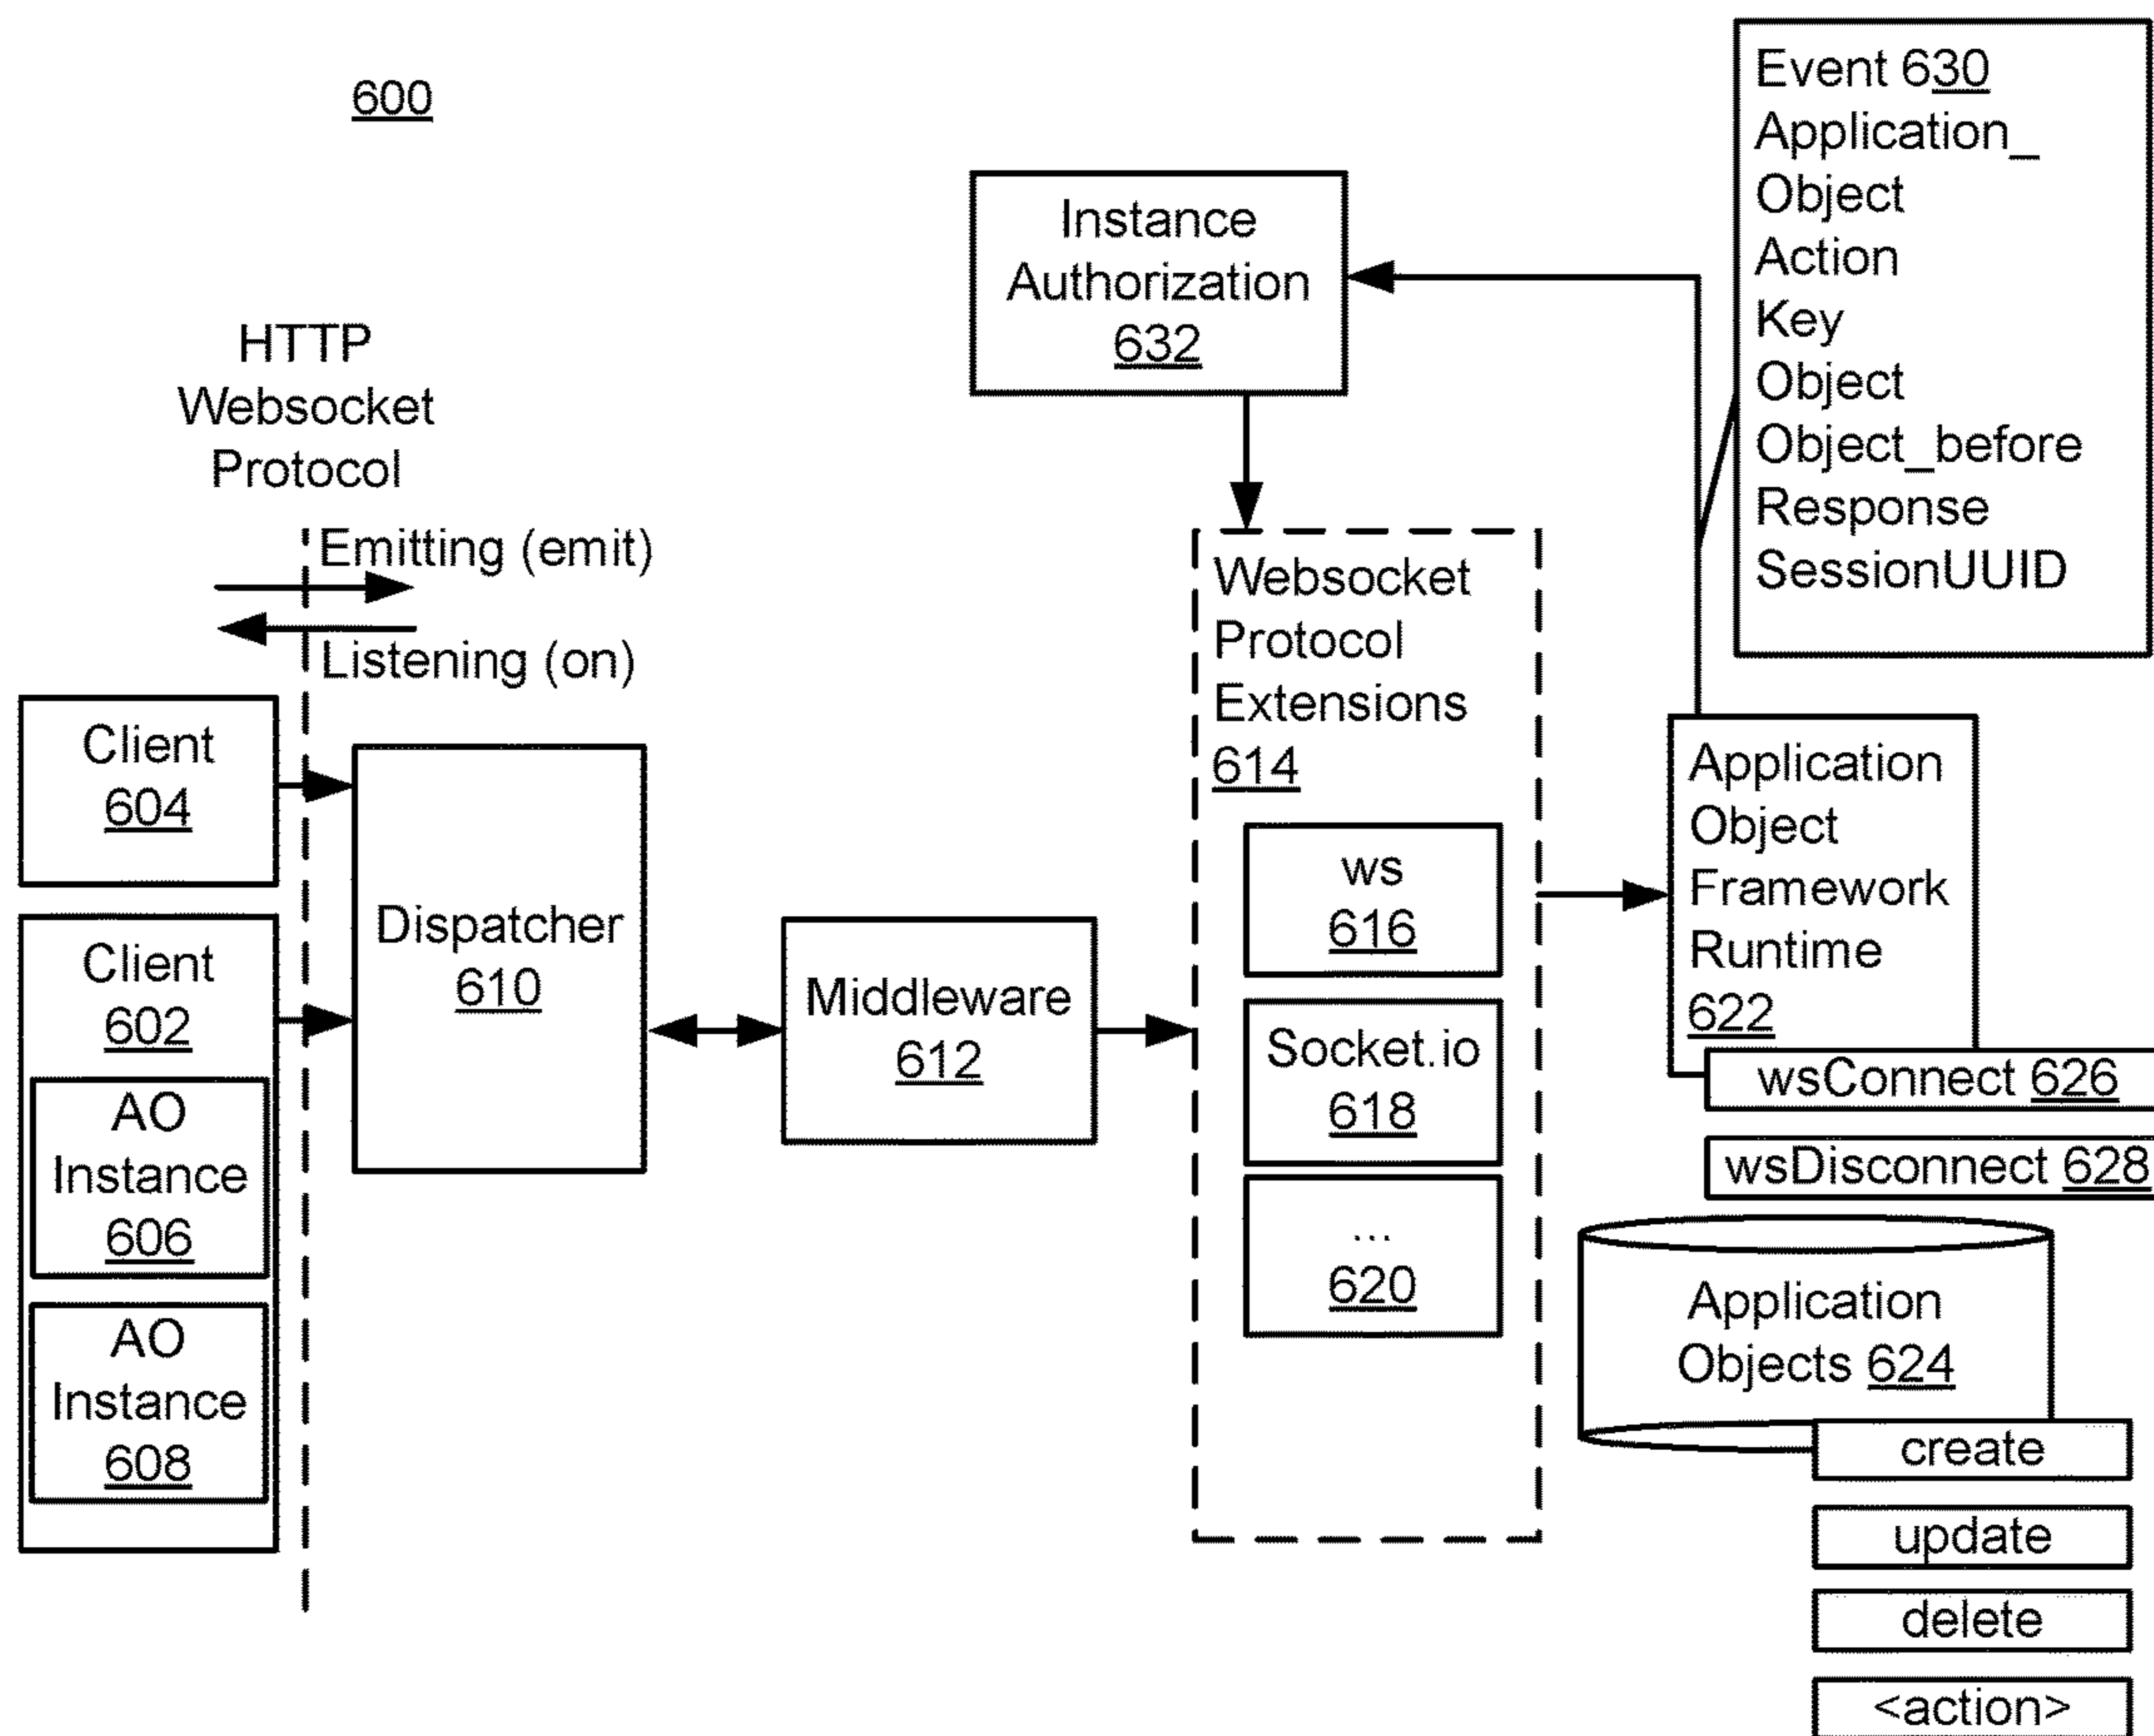 600
HTTP
Websocket
Protocol
Emitting (emit)
Listening (on)
Client
604
Client
602
AO
Instance
606
AO
Instance
608
Dispatcher
610
Middleware
612
Instance
Authorization
632
Websocket
Protocol
Extensions
614
ws
616
Socket.io
618
...
620
Event 630
Application_
Object
Action
Key
Object
Object_before
Response
SessionUUID
Application
Object
Framework
Runtime
622
wsConnect 626
wsDisconnect 628
Application
Objects 624
create
update
delete
<action>